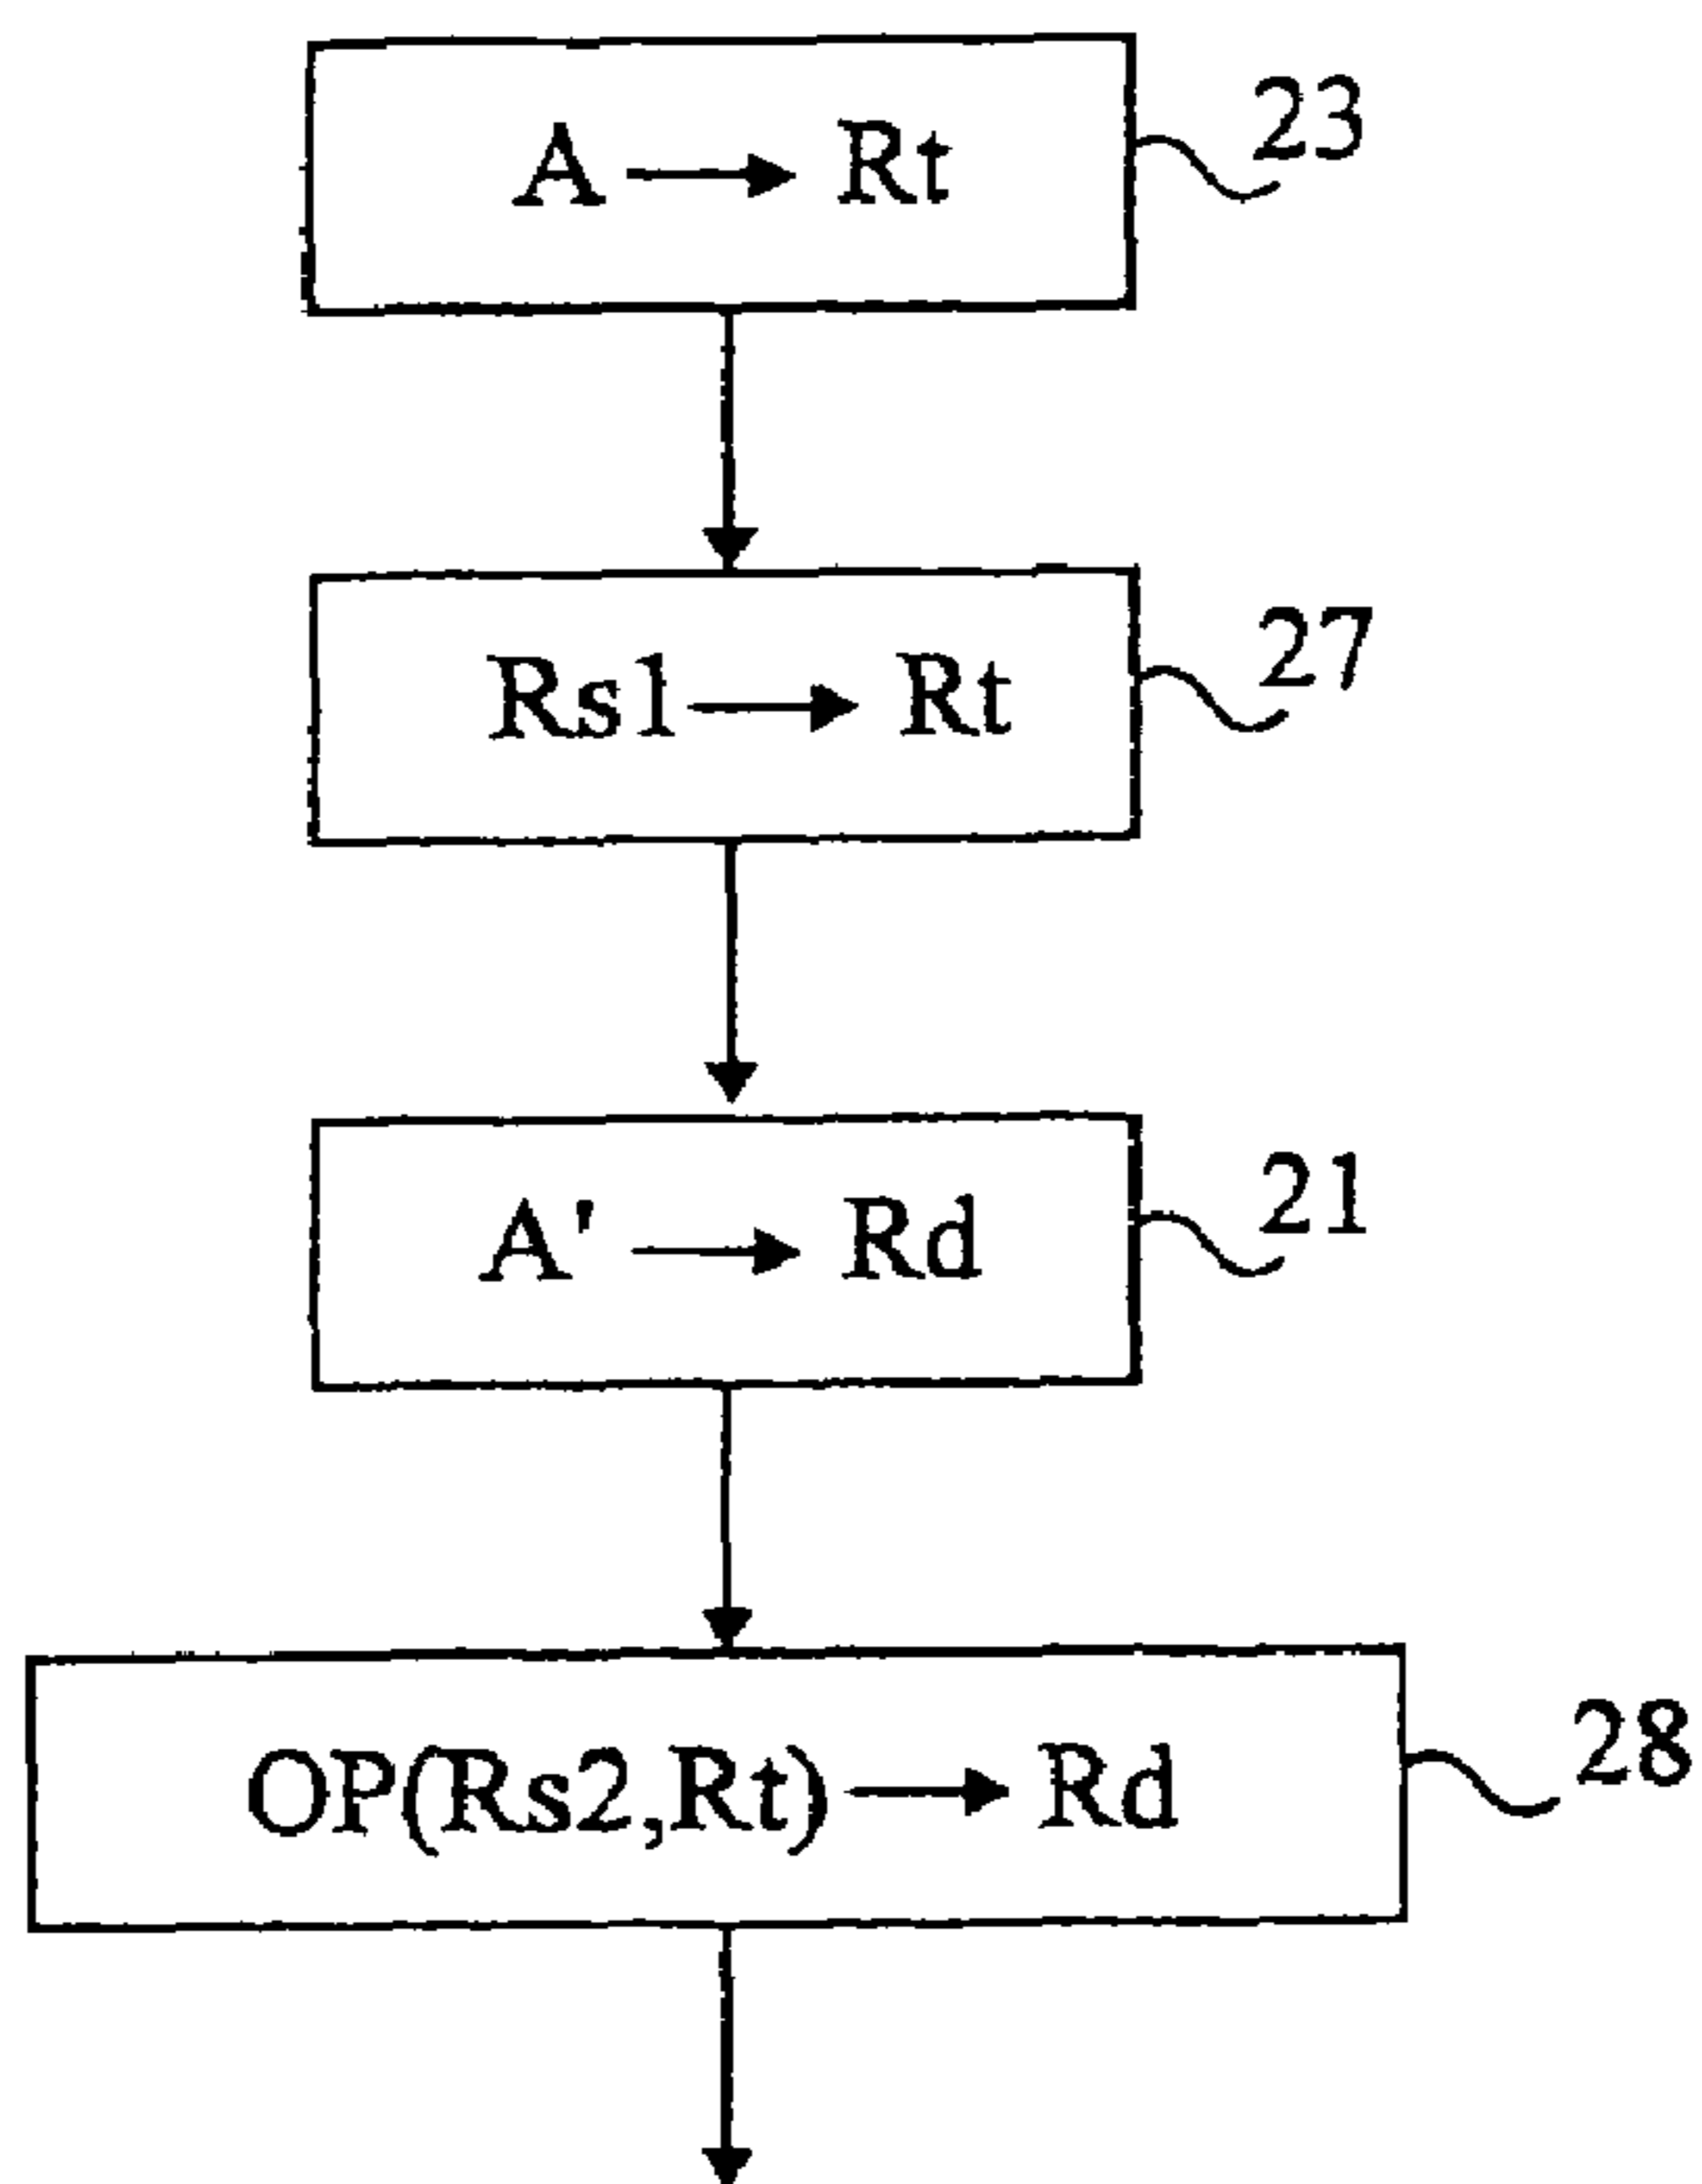 A → Rt 23
Rs1 → Rt 27
A' → Rd 21
OP(Rs2,Rt) → Rd 28